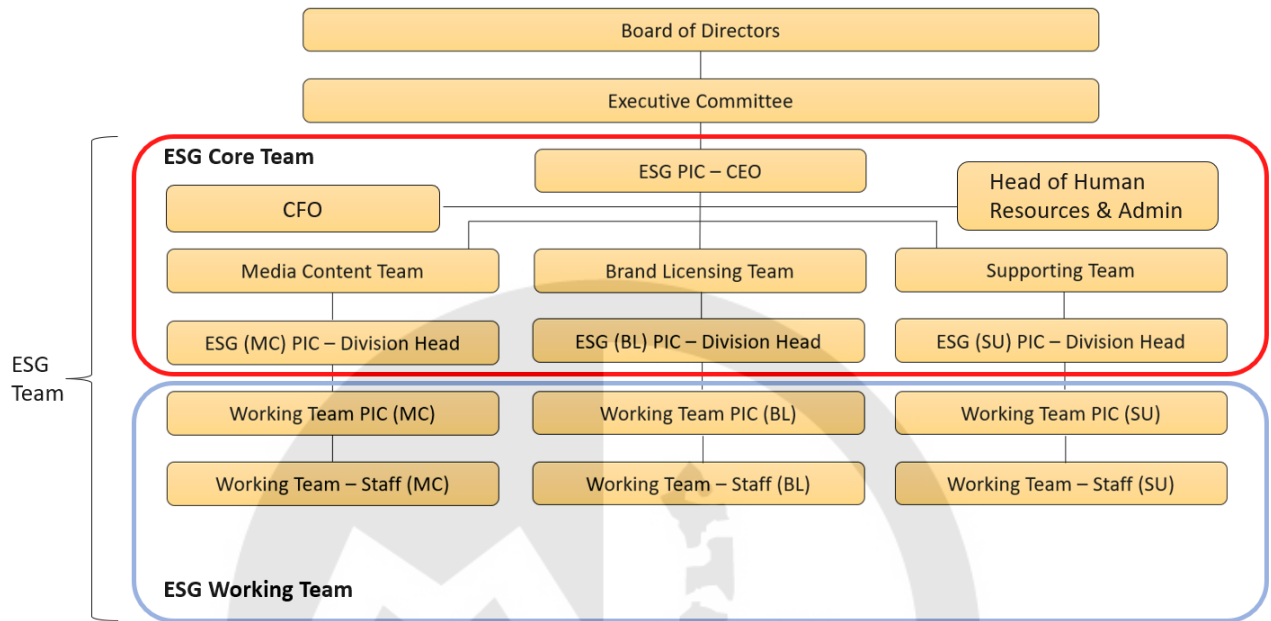 Board of Directors
Executive Committee
ESG Core Team
ESG PIC – CEO
CFO
Head of Human
Resources & Admin
Media Content Team
Brand Licensing Team
Supporting Team
ESG (MC) PIC – Division Head
ESG (BL) PIC – Division Head
ESG (SU) PIC – Division Head
ESG
Team
Working Team PIC (MC)
Working Team PIC (BL)
Working Team PIC (SU)
Working Team – Staff (MC)
Working Team – Staff (BL)
Working Team – Staff (SU)
ESG Working Team